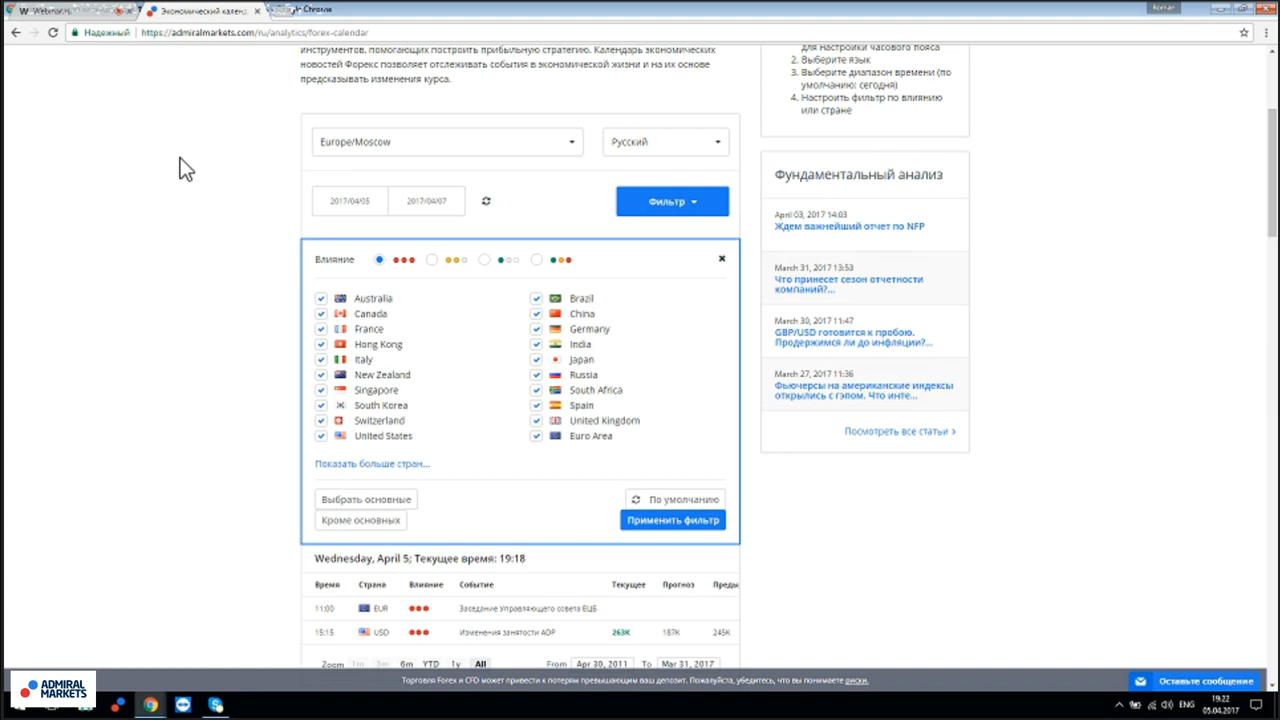 Webinar.ru
Экономический кален,
Chrome
Roman
Надежный
https://admiralmarkets.com/ru/analytics/forex-calendar
инструментов, помогающих построить прибыльную стратегию. Календарь экономических
новостей Форекс позволяет отслеживать события в экономической жизни и на их основе
предсказывать изменения курса.
Europe/Moscow
Русский
2017/04/05
2017/04/07
Фильтр
Влияние
Australia
Brazil
Canada
China
France
Germany
Hong Kong
India
Italy
Japan
New Zealand
Russia
Singapore
South Africa
South Korea
Spain
Switzerland
United Kingdom
United States
Euro Area
Показать больше стран...
Выбрать основные
По умолчанию
Кроме основных
Применить фильтр
Wednesday, April 5; Текущее время: 19:18
Время Страна Влияние Событие Текущее Прогноз Преды
11:00 EUR Заседание Управляющего совета ЕЦБ
15:15 USD Изменения занятости ADP 263K 187K 245K
Zoom 1m 3m 6m YTD 1y All From Apr 30, 2011 To Mar 31, 2017
для настройки часового пояса
2. Выберите язык
3. Выберите диапазон времени (по
умолчанию: сегодня)
4. Настроить фильтр по влиянию
или стране
Фундаментальный анализ
April 03, 2017 14:03
Ждем важнейший отчет по NFP
March 31, 2017 13:53
Что принесет сезон отчетности
компаний?...
March 30, 2017 11:47
GBP/USD готовится к пробою.
Продержимся ли до инфляции?...
March 27, 2017 11:36
Фьючерсы на американские индексы
открылись с гэпом. Что инте...
Посмотреть все статьи
Торговля Forex и CFD может привести к потерям превышающим ваш депозит. Пожалуйста, убедитесь, что вы понимаете риски.
Оставьте сообщение
ADMIRAL
MARKETS
ENG
19:22
05.04.2017